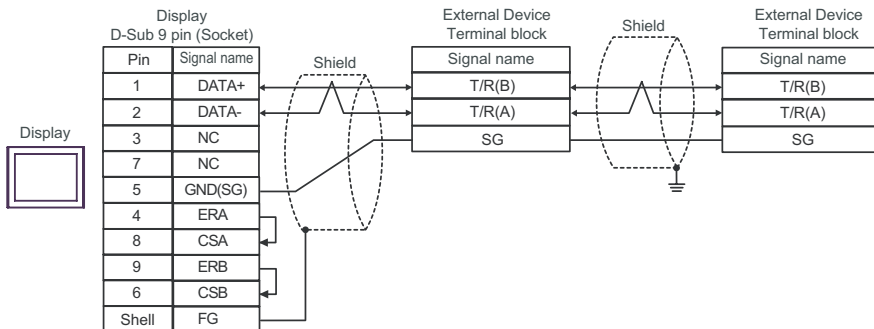 Display
D-Sub 9 pin (Socket)
External Device
Terminal block
External Device
Terminal block
Pin Signal name
Shield
Signal name
Shield
Signal name
1 DATA+
T/R(B)
T/R(B)
2 DATA-
T/R(A)
T/R(A)
Display
3 NC
SG
SG
7 NC
5 GND(SG)
4 ERA
8 CSA
9 ERB
6 CSB
Shell FG